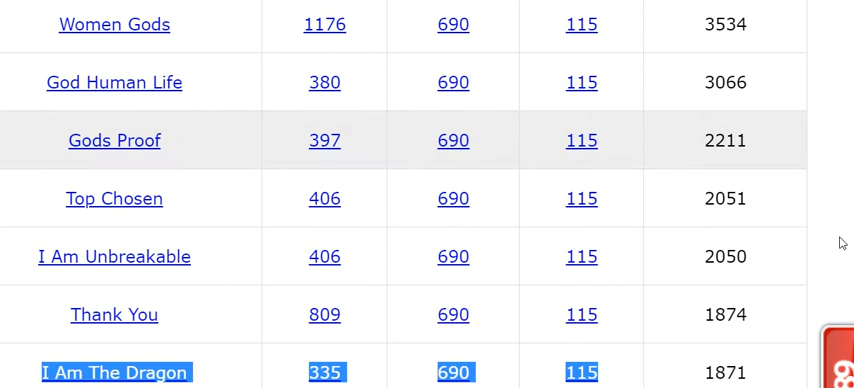 Women Gods 1176 690 115 3534
God Human Life 380 690 115 3066
Gods Proof 397 690 115 2211
Top Chosen 406 690 115 2051
I Am Unbreakable 406 690 115 2050
Thank You 809 690 115 1874
I Am The Dragon 335 690 115 1871